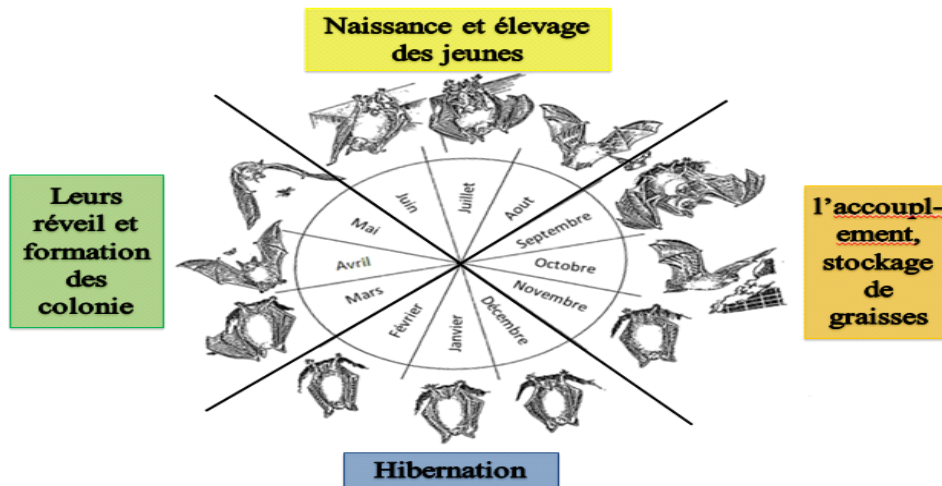 Naissance et élevage
des jeunes
Leurs
réveil et
formation
des
colonie
Juin
Juillet
Aout
Mai
Septembre
Avril
Octobre
Mars
Novembre
Février
Janvier
Décembre
l'accoupl-
ement,
stockage
de
graisses
Hibernation